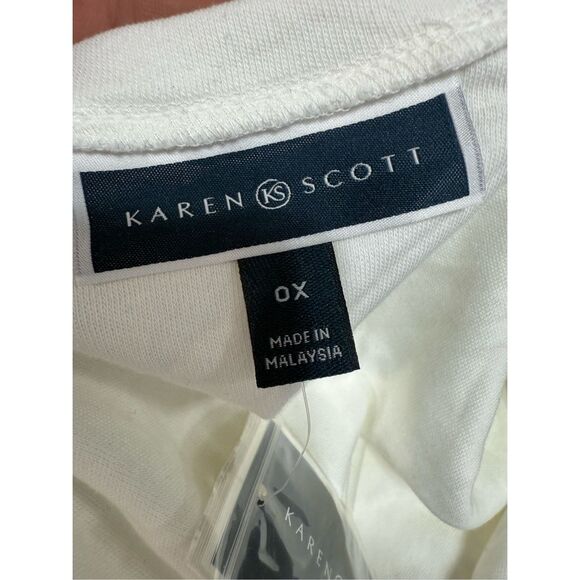 KAREN KS SCOTT
0X
MADE IN
MALAYSIA
KAREN